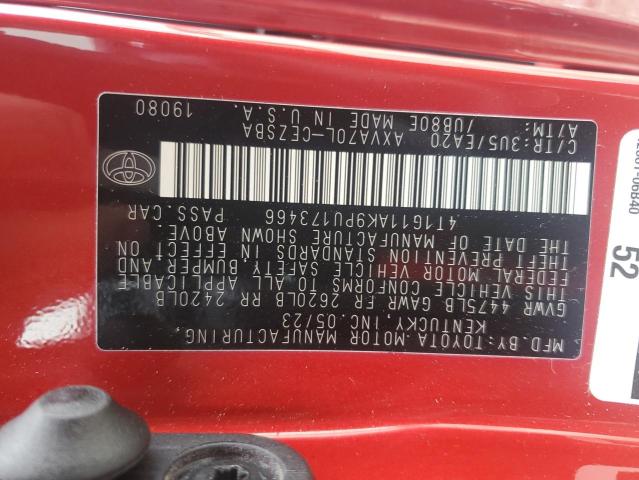 MFD. BY: TOYOTA MOTOR MANUFACTURING,
KENTUCKY, INC. 05/23
GVWR 4475LB GAWR FR 2620LB RR 2420LB
THIS VEHICLE CONFORMS TO ALL APPLICABLE
FEDERAL MOTOR VEHICLE SAFETY, BUMPER AND
THEFT PREVENTION STANDARDS IN EFFECT ON
THE DATE OF MANUFACTURE SHOWN ABOVE.
4T1G11AK9PU173466 PASS. CAR
C/TR: 3U5/EA20 AXVA70L-CEZSBA
A/TM: /UB80E MADE IN U.S.A. 19080
52